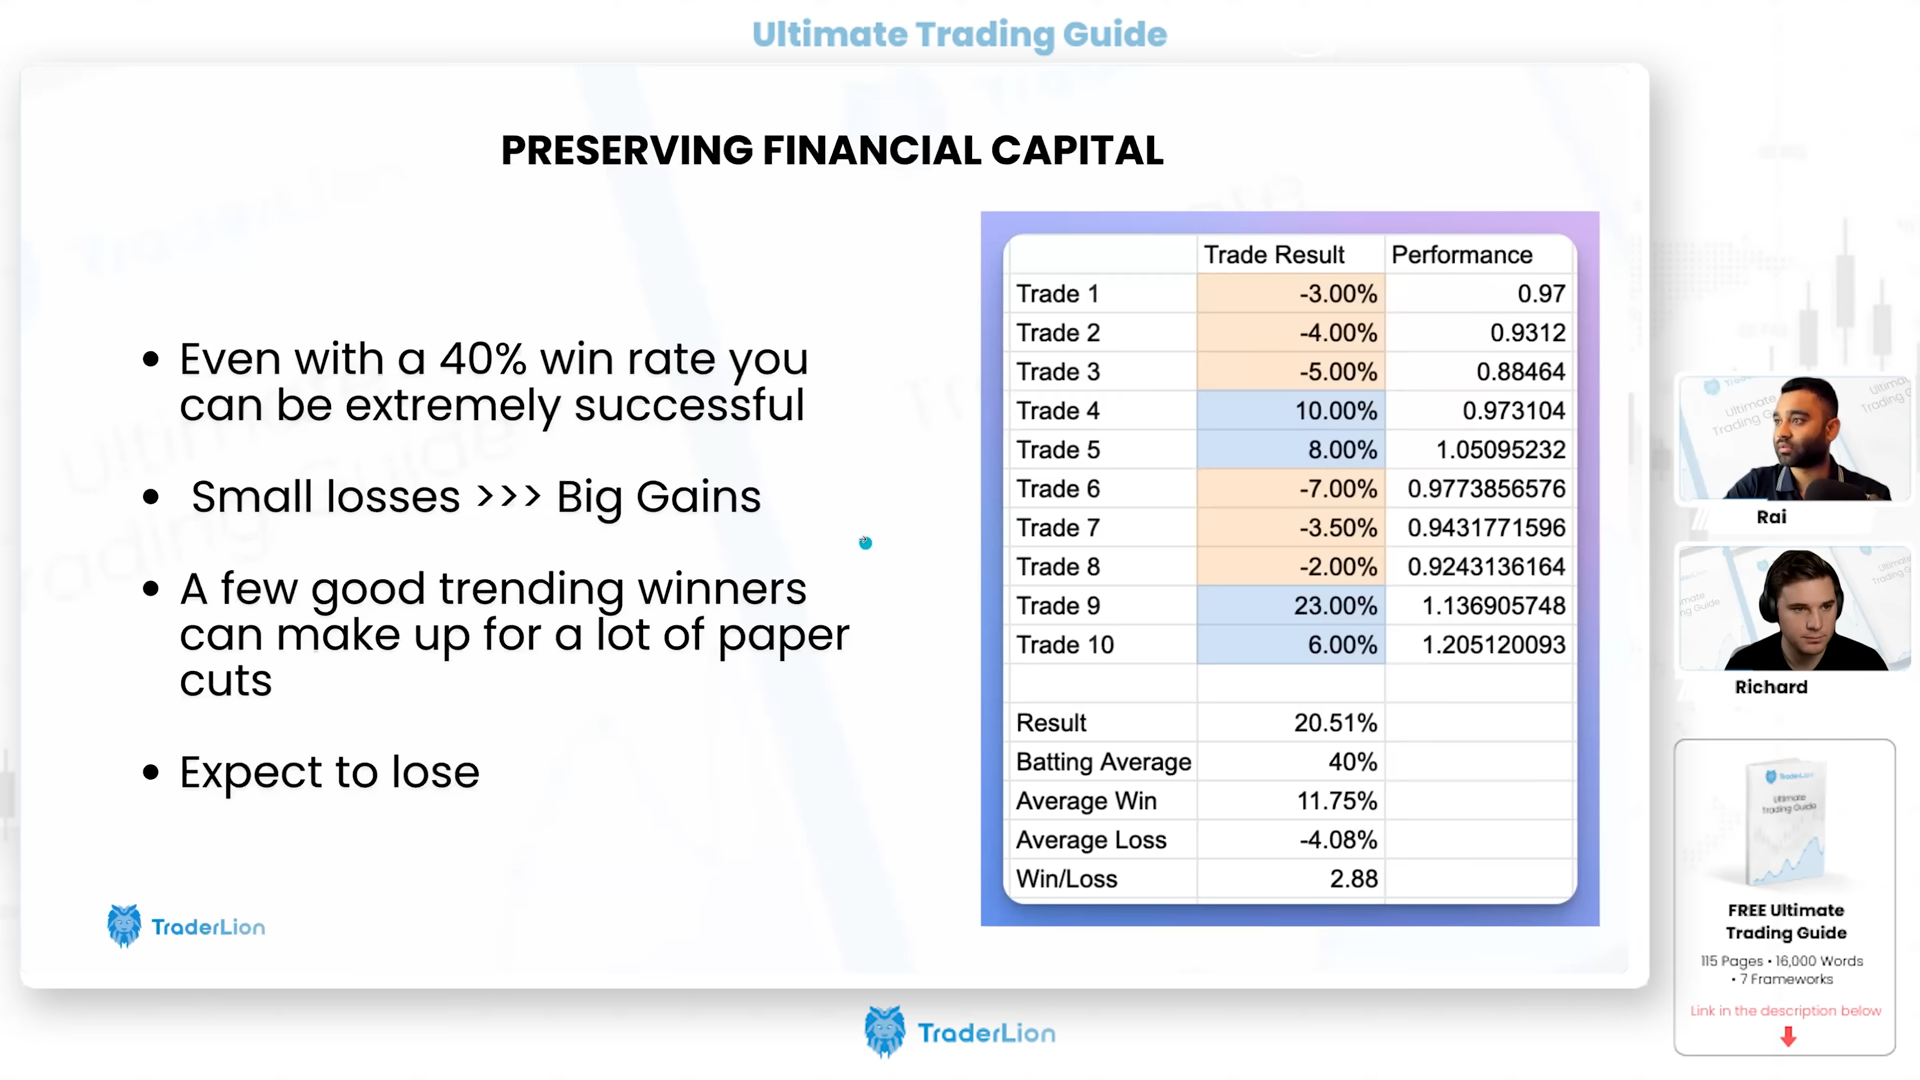 Ultimate Trading Guide
PRESERVING FINANCIAL CAPITAL
• Even with a 40% win rate you
can be extremely successful
• Small losses >>> Big Gains
• A few good trending winners
can make up for a lot of paper
cuts
• Expect to lose
TraderLion
Trade Result Performance
Trade 1 -3.00% 0.97
Trade 2 -4.00% 0.9312
Trade 3 -5.00% 0.88464
Trade 4 10.00% 0.973104
Trade 5 8.00% 1.05095232
Trade 6 -7.00% 0.9773856576
Trade 7 -3.50% 0.9431771596
Trade 8 -2.00% 0.9243136164
Trade 9 23.00% 1.136905748
Trade 10 6.00% 1.205120093
Result 20.51%
Batting Average 40%
Average Win 11.75%
Average Loss -4.08%
Win/Loss 2.88
Rai
Richard
TraderLion
Ultimate
Trading Guide
FREE Ultimate
Trading Guide
115 Pages • 16,000 Words
• 7 Frameworks
Link in the description below
TraderLion